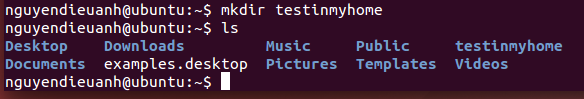 nguyendieuanh@ubuntu:~$ mkdir testinmyhome
nguyendieuanh@ubuntu:~$ ls
Desktop    Downloads         Music     Public     testinmyhome
Documents  examples.desktop  Pictures  Templates  Videos
nguyendieuanh@ubuntu:~$